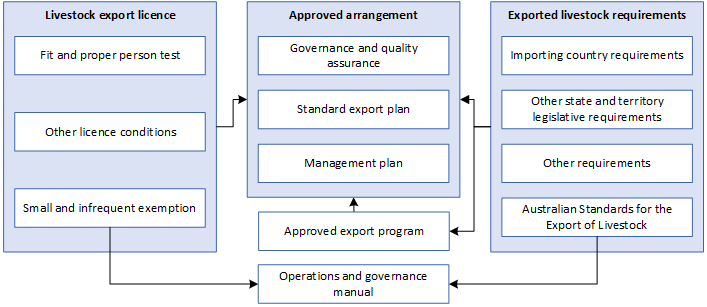 Livestock export licence
Fit and proper person test
Other licence conditions
Small and infrequent exemption
Approved arrangement
Governance and quality
assurance
Standard export plan
Management plan
Approved export program
Operations and governance
manual
Exported livestock requirements
Importing country requirements
Other state and territory
legislative requirements
Other requirements
Australian Standards for the
Export of Livestock